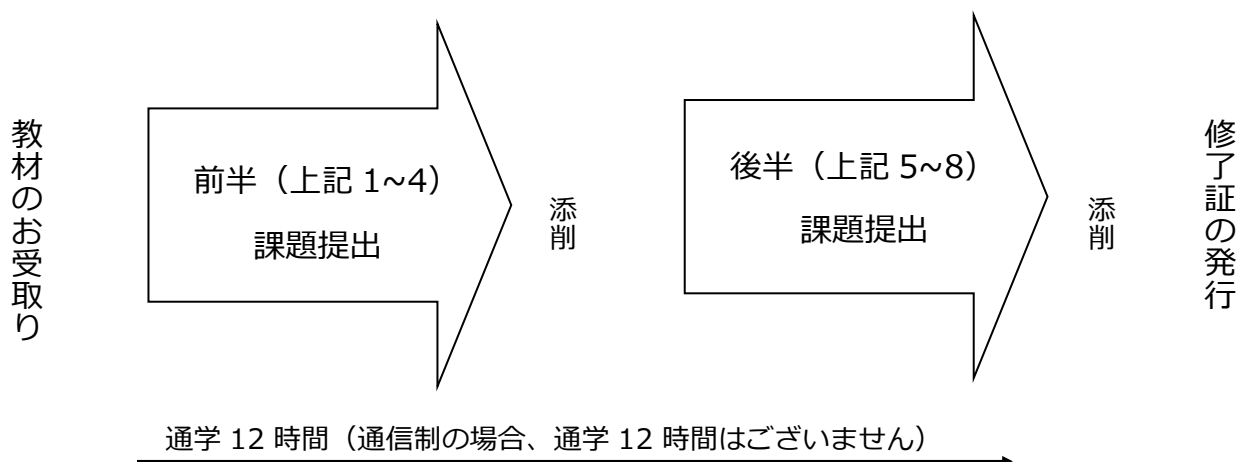 教材のお受取り
前半（上記 1~4）
課題提出
添削
後半（上記 5~8）
課題提出
添削
修了証の発行
通学 12 時間（通信制の場合、通学 12 時間はございません）